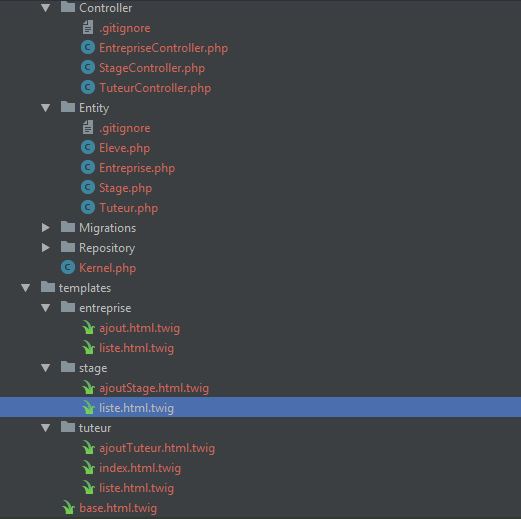 Controller
.gitignore
EntrepriseController.php
StageController.php
TuteurController.php
Entity
.gitignore
Eleve.php
Entreprise.php
Stage.php
Tuteur.php
Migrations
Repository
Kernel.php
templates
entreprise
ajout.html.twig
liste.html.twig
stage
ajoutStage.html.twig
liste.html.twig
tuteur
ajoutTuteur.html.twig
index.html.twig
liste.html.twig
base.html.twig